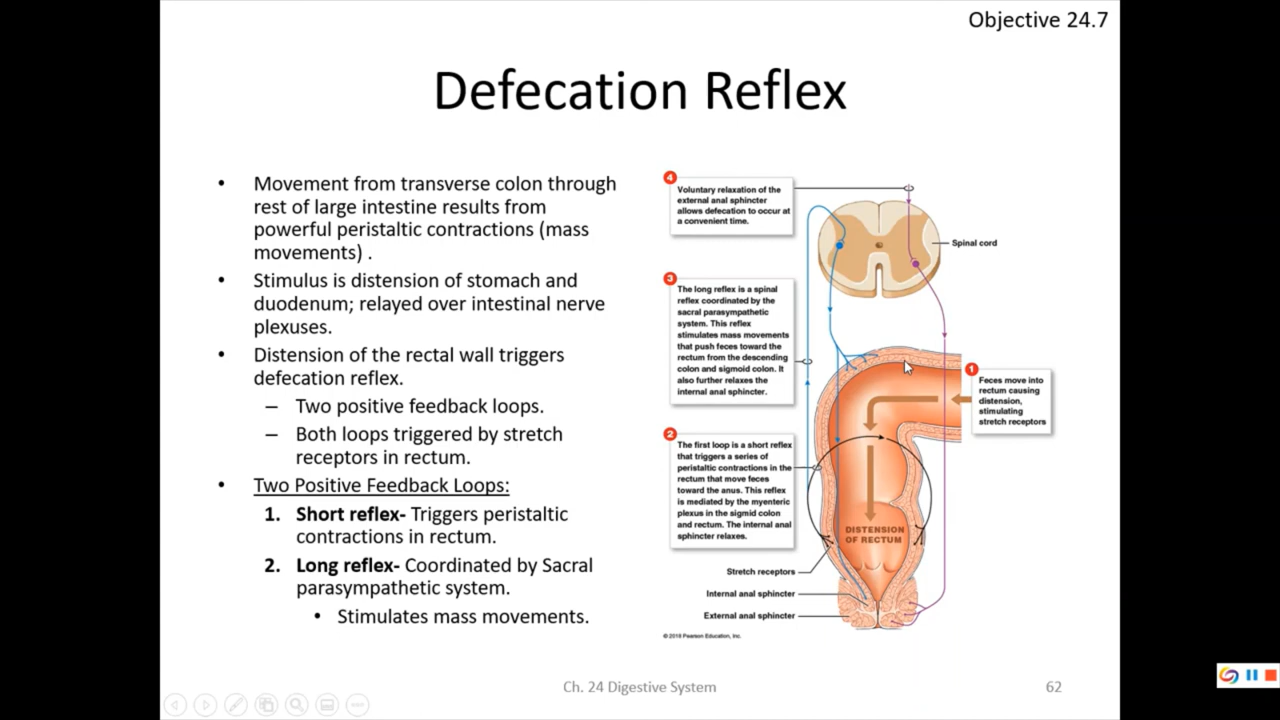 Objective 24.7
Defecation Reflex
• Movement from transverse colon through
rest of large intestine results from
powerful peristaltic contractions (mass
movements) .
• Stimulus is distension of stomach and
duodenum; relayed over intestinal nerve
plexuses.
• Distension of the rectal wall triggers
defecation reflex.
– Two positive feedback loops.
– Both loops triggered by stretch
receptors in rectum.
• Two Positive Feedback Loops:
1. Short reflex- Triggers peristaltic
contractions in rectum.
2. Long reflex- Coordinated by Sacral
parasympathetic system.
• Stimulates mass movements.
4
Voluntary relaxation of the
external anal sphincter
allows defecation to occur at
a convenient time.
Spinal cord
3
The long reflex is a spinal
reflex coordinated by the
sacral parasympathetic
system. This reflex
stimulates mass movements
that push feces toward the
rectum from the descending
colon and sigmoid colon. It
also further relaxes the
internal anal sphincter.
1
Feces move into
rectum causing
distension,
stimulating
stretch receptors
2
The first loop is a short reflex
that triggers a series of
peristaltic contractions in the
rectum that move feces
toward the anus. This reflex
is mediated by the myenteric
plexus in the sigmid colon
and rectum. The internal anal
sphincter relaxes.
DISTENSION
OF RECTUM
Stretch receptors
Internal anal sphincter
External anal sphincter
© 2018 Pearson Education, Inc.
Ch. 24 Digestive System
62